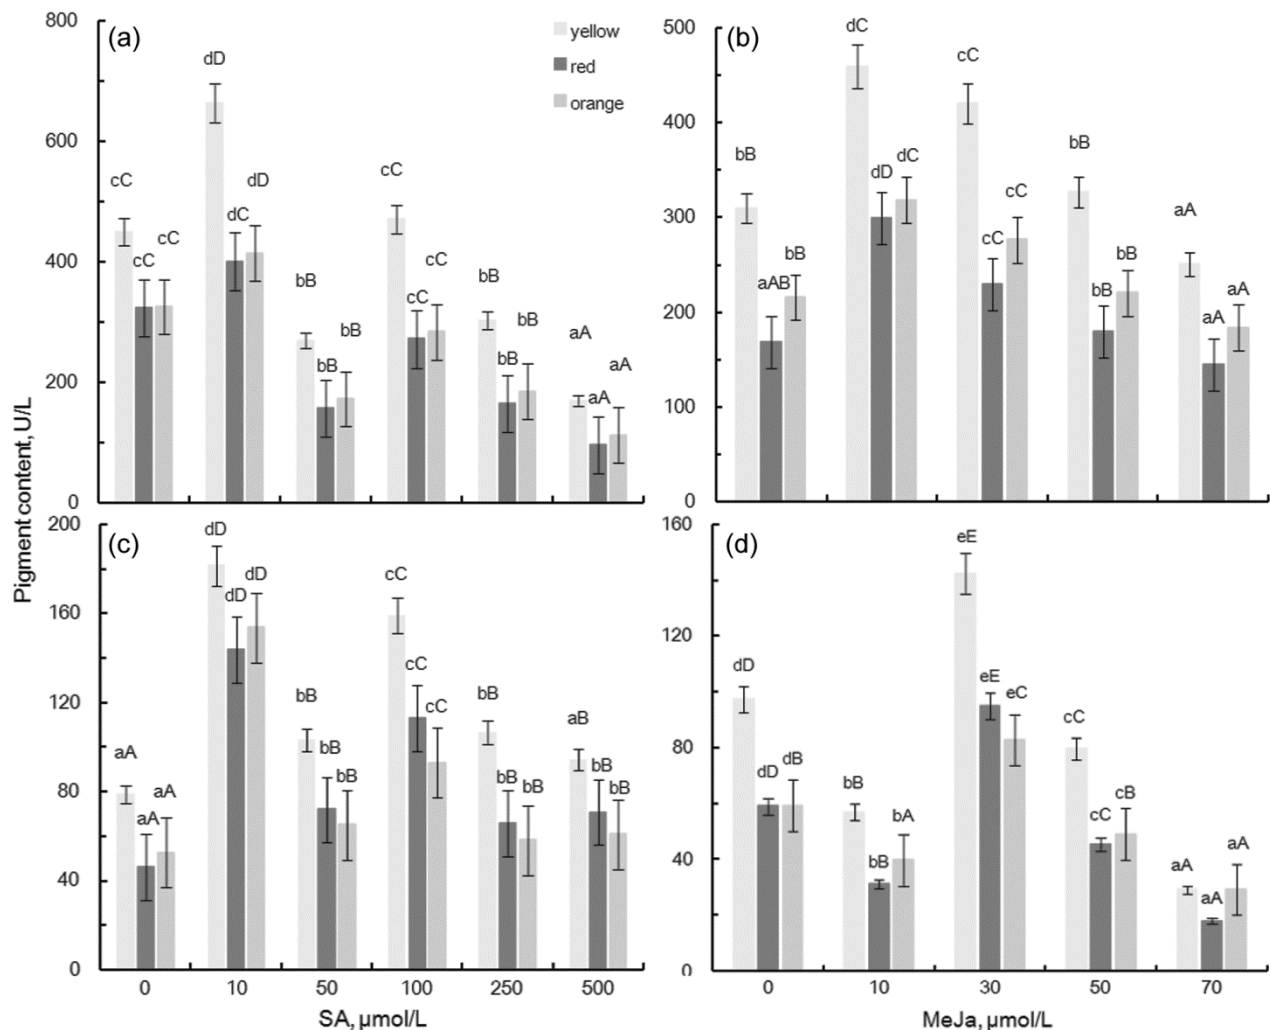 Pigment content, U/L
(a)
800
600
400
200
0
yellow
red
orange
cC
cC
cC
dD
dC
dD
bB
bB
bB
cC
cC
cC
bB
bB
bB
aA
aA
aA
(b)
500
400
300
200
100
0
bB
aAB
bB
dC
dD
dC
cC
cC
cC
bB
bB
bB
aA
aA
aA
(c)
200
160
120
80
40
0
aA
aA
aA
dD
dD
dD
bB
bB
bB
cC
cC
cC
bB
bB
bB
aB
bB
bB
0 10 50 100 250 500
SA, µmol/L
(d)
160
120
80
40
0
dD
dD
dB
bB
bB
bA
eE
eE
eC
cC
cC
cB
aA
aA
aA
0 10 30 50 70
MeJa, µmol/L